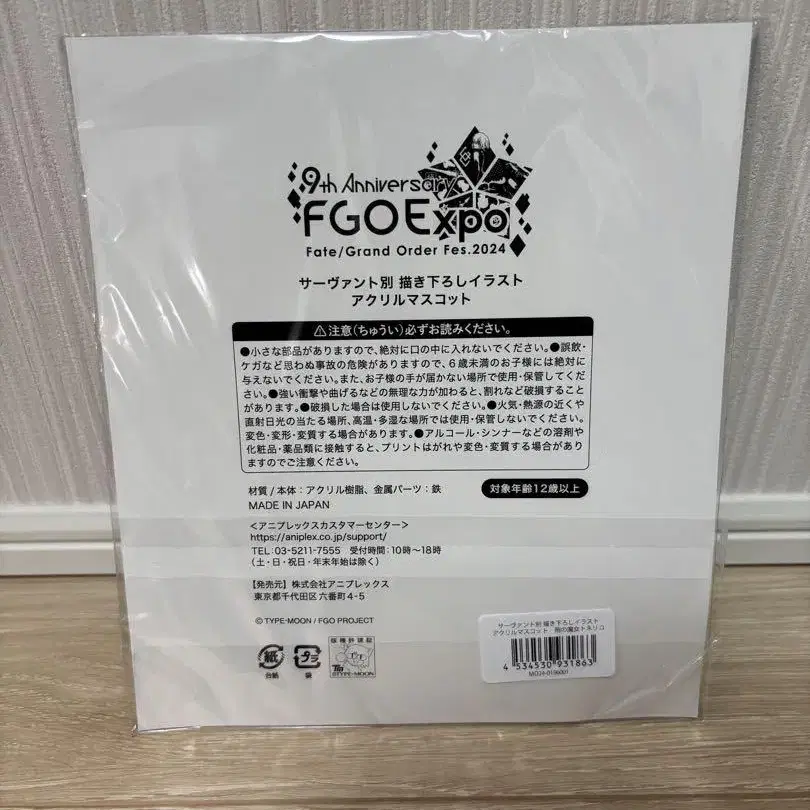 9th Anniversary
FGO Expo
Fate/Grand Order Fes.2024
サーヴァント別 描き下ろしイラスト
アクリルマスコット
⚠注意(ちゅうい)必ずお読みください。
●小さな部品がありますので、絶対に口の中に入れないでください。●誤飲・
ケガなど思わぬ事故の危険がありますので、6歳未満のお子様には絶対に
与えないでください。また、お子様の手が届かない場所で使用・保管してくだ
さい。●強い衝撃や曲げるなどの無理な力が加わると、割れなど破損すること
があります。●破損した場合は使用しないでください。●火気・熱源の近くや
直射日光の当たる場所、高温・多湿な場所では使用・保管しないでください。
変色・変形・変質する場合があります。●アルコール・シンナーなどの溶剤や
化粧品・薬品類に接触すると、プリントはがれや変色・変質する場合があり
ますのでご注意ください。
材質/本体:アクリル樹脂、金属パーツ:鉄
対象年齢12歳以上
MADE IN JAPAN
<アニプレックスカスタマーセンター>
https://aniplex.co.jp/support/
TEL:03-5211-7555 受付時間:10時〜18時
(土・日・祝日・年末年始は除く)
【発売元】株式会社アニプレックス
東京都千代田区六番町4-5
© TYPE-MOON / FGO PROJECT
紙
台紙
プラ
版権許諾証
TM
©TYPE-MOON
サーヴァント別 描き下ろしイラスト
アクリルマスコット 雨の魔女トネリコ
4 534530 931863
MD24-0196001